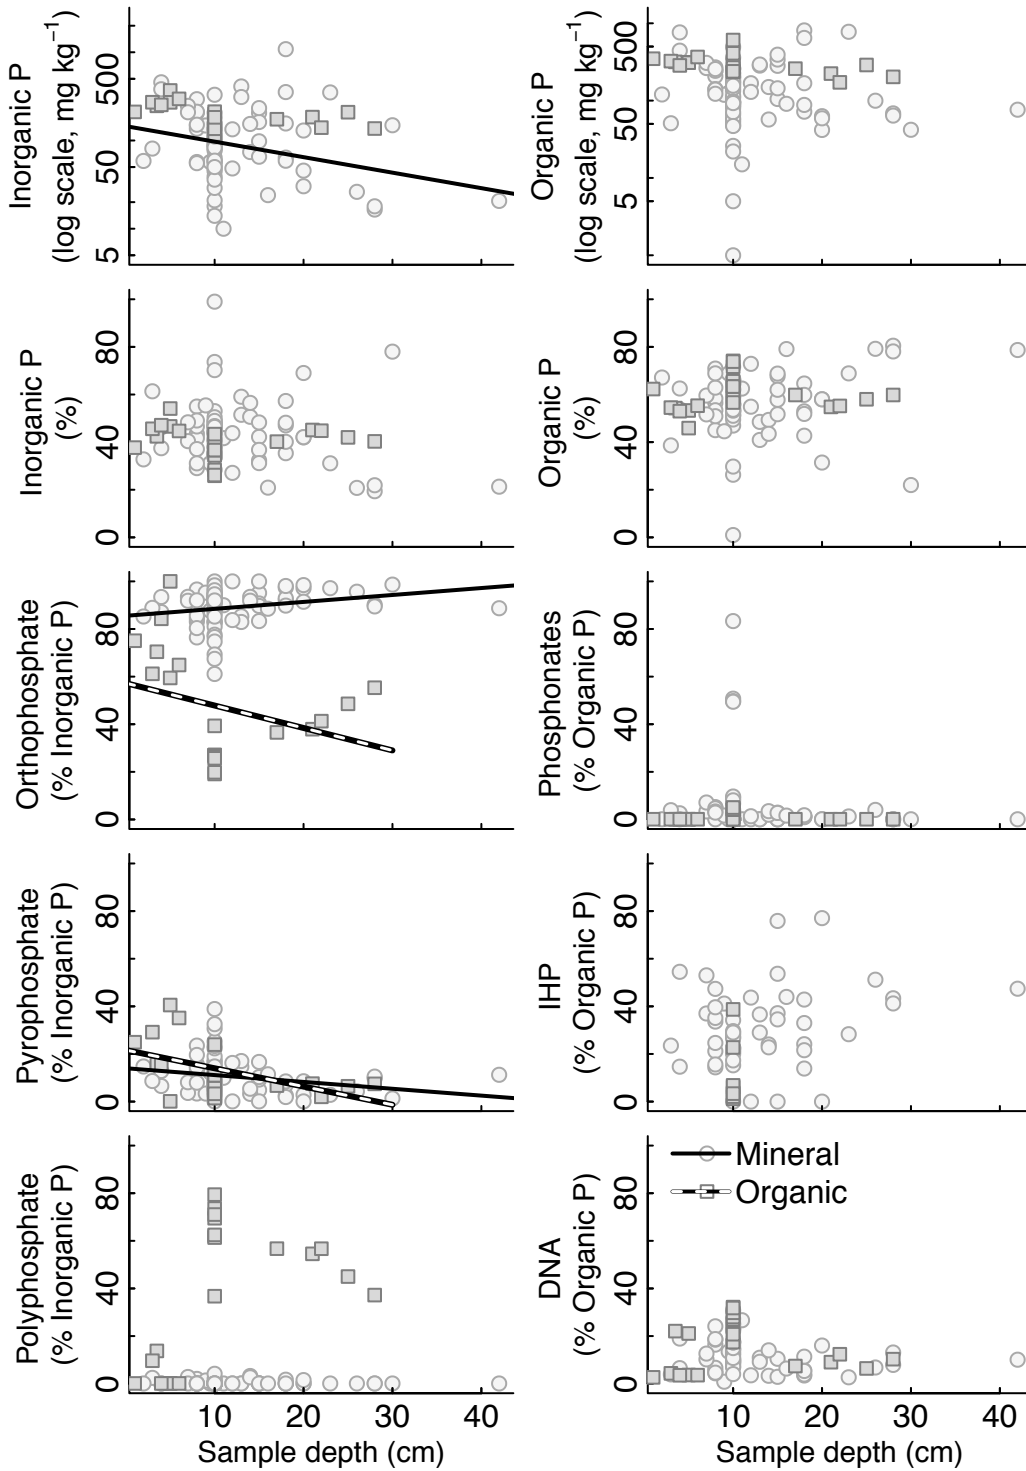 Inorganic P
(log scale, mg kg⁻¹)
5 50 500
Organic P
(log scale, mg kg⁻¹)
5 50 500
Inorganic P
(%)
0 40 80
Organic P
(%)
0 40 80
Orthophosphate
(% Inorganic P)
0 40 80
Phosphonates
(% Organic P)
0 40 80
Pyrophosphate
(% Inorganic P)
0 40 80
IHP
(% Organic P)
0 40 80
Polyphosphate
(% Inorganic P)
0 40 80
DNA
(% Organic P)
0 40 80
Mineral
Organic
10 20 30 40
Sample depth (cm)
10 20 30 40
Sample depth (cm)